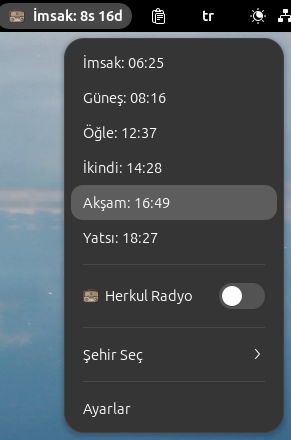 İmsak: 8s 16d
tr
İmsak: 06:25
Güneş: 08:16
Öğle: 12:37
İkindi: 14:28
Akşam: 16:49
Yatsı: 18:27
Herkul Radyo
Şehir Seç
Ayarlar